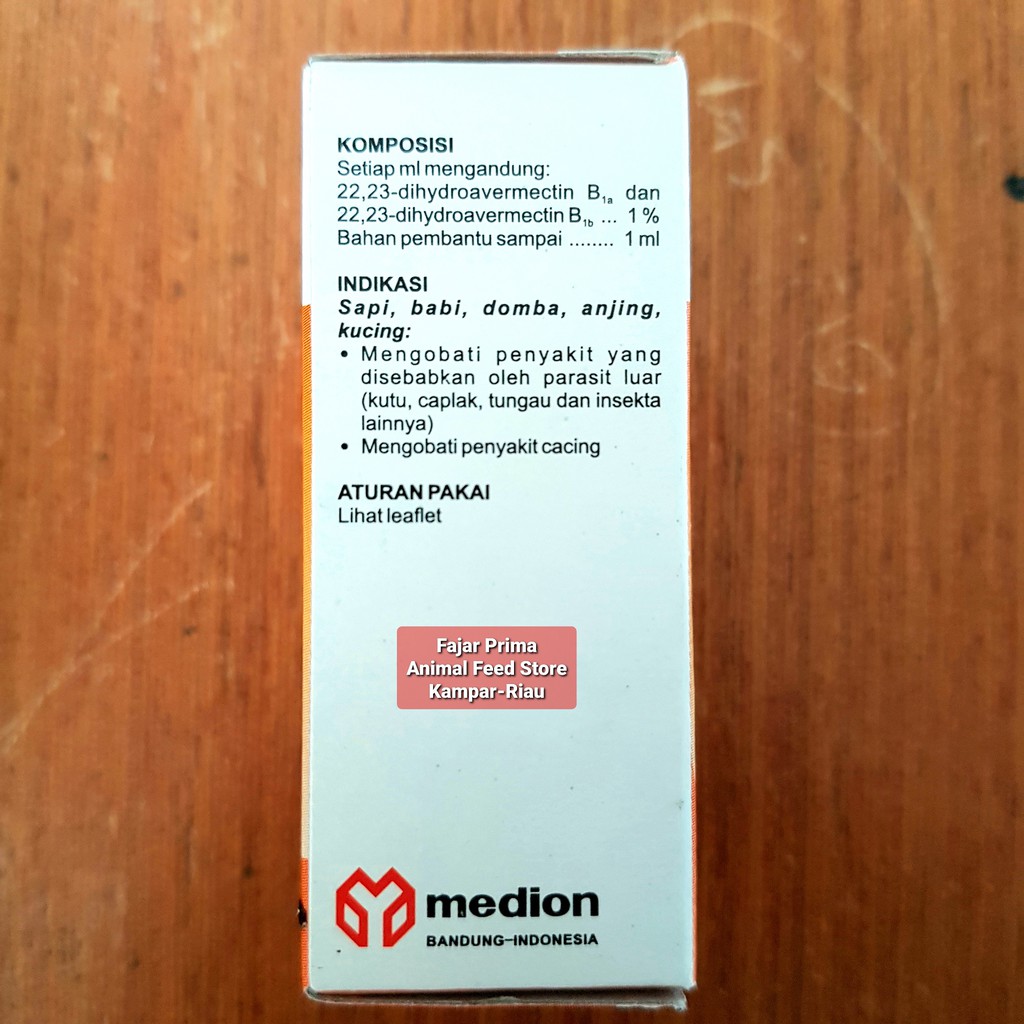 KOMPOSISI
Setiap ml mengandung:
22,23-dihydroavermectin B1a dan
22,23-dihydroavermectin B1b ... 1 %
Bahan pembantu sampai ........ 1 ml
INDIKASI
Sapi, babi, domba, anjing,
kucing:
• Mengobati penyakit yang
disebabkan oleh parasit luar
(kutu, caplak, tungau dan insekta
lainnya)
• Mengobati penyakit cacing
ATURAN PAKAI
Lihat leaflet
Fajar Prima
Animal Feed Store
Kampar-Riau
medion
BANDUNG-INDONESIA